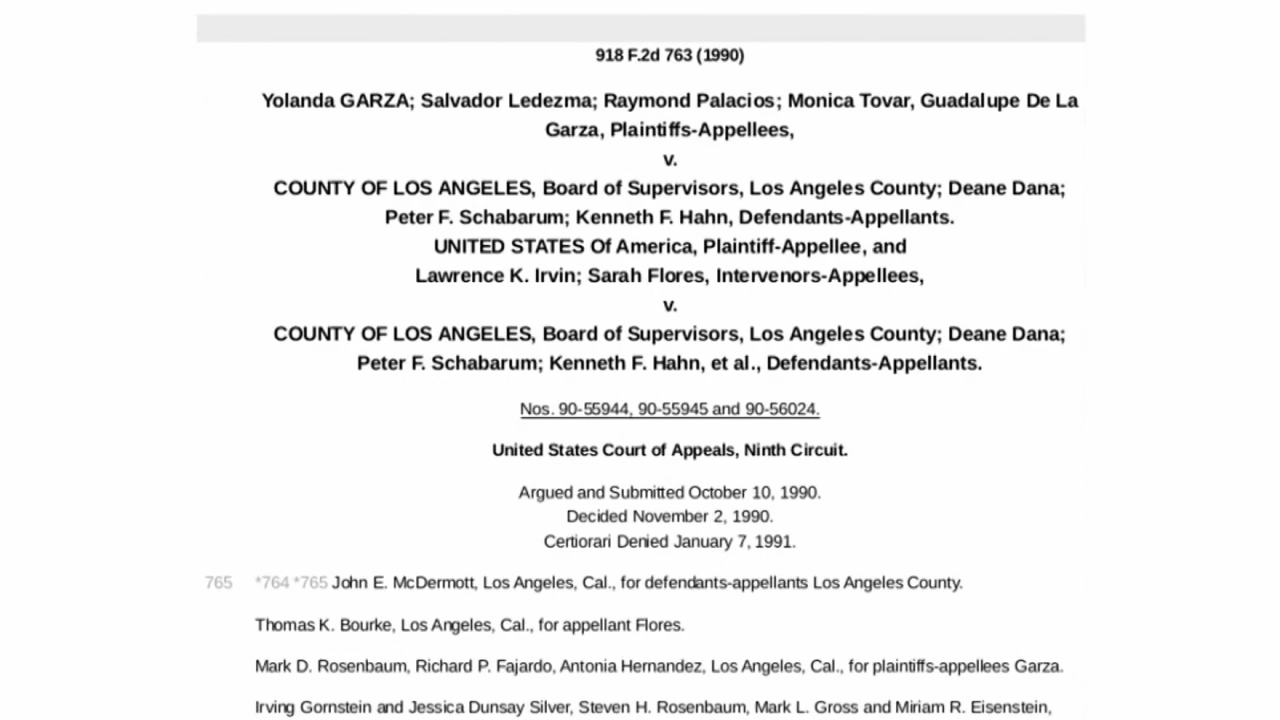 918 F.2d 763 (1990)
Yolanda GARZA; Salvador Ledezma; Raymond Palacios; Monica Tovar, Guadalupe De La
Garza, Plaintiffs-Appellees,
v.
COUNTY OF LOS ANGELES, Board of Supervisors, Los Angeles County; Deane Dana;
Peter F. Schabarum; Kenneth F. Hahn, Defendants-Appellants.
UNITED STATES Of America, Plaintiff-Appellee, and
Lawrence K. Irvin; Sarah Flores, Intervenors-Appellees,
v.
COUNTY OF LOS ANGELES, Board of Supervisors, Los Angeles County; Deane Dana;
Peter F. Schabarum; Kenneth F. Hahn, et al., Defendants-Appellants.
Nos. 90-55944, 90-55945 and 90-56024.
United States Court of Appeals, Ninth Circuit.
Argued and Submitted October 10, 1990.
Decided November 2, 1990.
Certiorari Denied January 7, 1991.
765 *764 *765 John E. McDermott, Los Angeles, Cal., for defendants-appellants Los Angeles County.
Thomas K. Bourke, Los Angeles, Cal., for appellant Flores.
Mark D. Rosenbaum, Richard P. Fajardo, Antonia Hernandez, Los Angeles, Cal., for plaintiffs-appellees Garza.
Irving Gornstein and Jessica Dunsay Silver, Steven H. Rosenbaum, Mark L. Gross and Miriam R. Eisenstein,